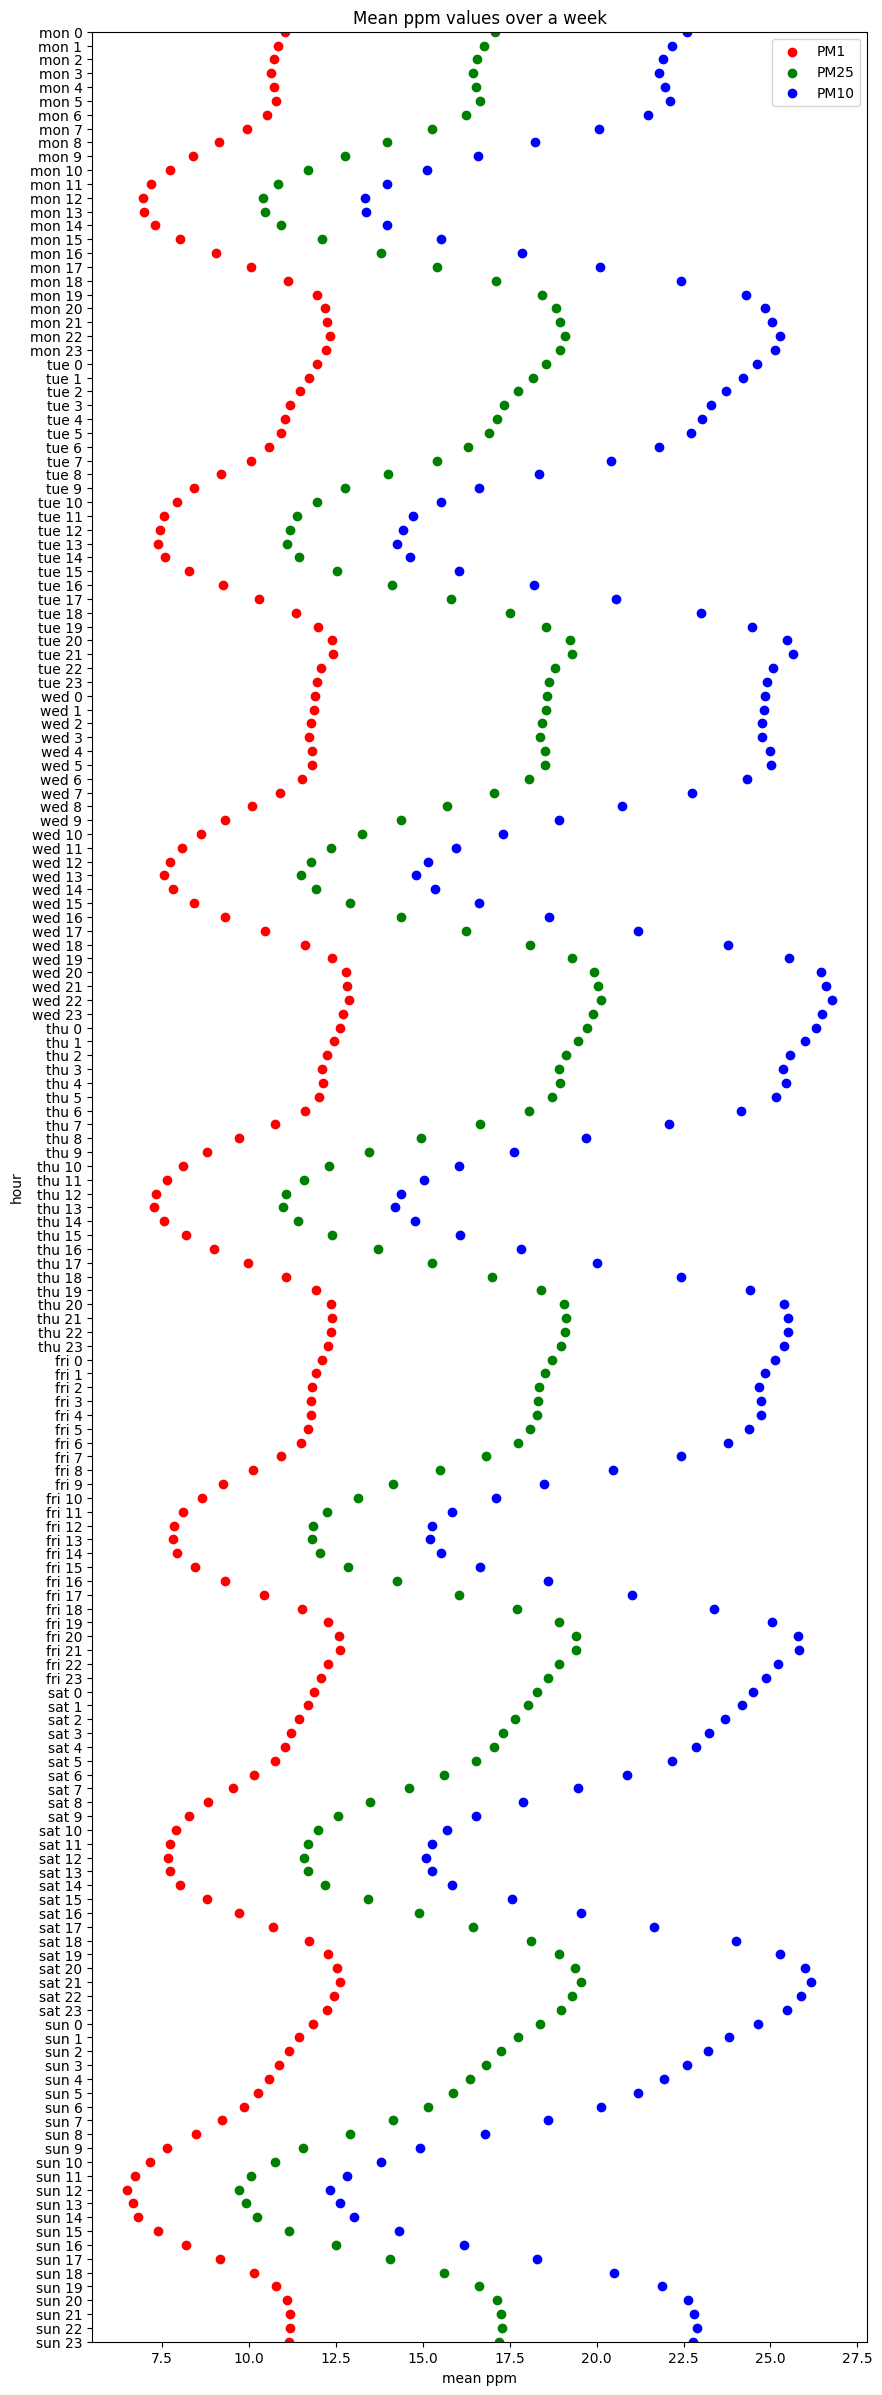 Mean ppm values over a week
PM1
PM25
PM10
mon 0
mon 1
mon 2
mon 3
mon 4
mon 5
mon 6
mon 7
mon 8
mon 9
mon 10
mon 11
mon 12
mon 13
mon 14
mon 15
mon 16
mon 17
mon 18
mon 19
mon 20
mon 21
mon 22
mon 23
tue 0
tue 1
tue 2
tue 3
tue 4
tue 5
tue 6
tue 7
tue 8
tue 9
tue 10
tue 11
tue 12
tue 13
tue 14
tue 15
tue 16
tue 17
tue 18
tue 19
tue 20
tue 21
tue 22
tue 23
wed 0
wed 1
wed 2
wed 3
wed 4
wed 5
wed 6
wed 7
wed 8
wed 9
wed 10
wed 11
wed 12
wed 13
wed 14
wed 15
wed 16
wed 17
wed 18
wed 19
wed 20
wed 21
wed 22
wed 23
thu 0
thu 1
thu 2
thu 3
thu 4
thu 5
thu 6
thu 7
thu 8
thu 9
thu 10
thu 11
thu 12
thu 13
thu 14
thu 15
thu 16
thu 17
thu 18
thu 19
thu 20
thu 21
thu 22
thu 23
fri 0
fri 1
fri 2
fri 3
fri 4
fri 5
fri 6
fri 7
fri 8
fri 9
fri 10
fri 11
fri 12
fri 13
fri 14
fri 15
fri 16
fri 17
fri 18
fri 19
fri 20
fri 21
fri 22
fri 23
sat 0
sat 1
sat 2
sat 3
sat 4
sat 5
sat 6
sat 7
sat 8
sat 9
sat 10
sat 11
sat 12
sat 13
sat 14
sat 15
sat 16
sat 17
sat 18
sat 19
sat 20
sat 21
sat 22
sat 23
sun 0
sun 1
sun 2
sun 3
sun 4
sun 5
sun 6
sun 7
sun 8
sun 9
sun 10
sun 11
sun 12
sun 13
sun 14
sun 15
sun 16
sun 17
sun 18
sun 19
sun 20
sun 21
sun 22
sun 23
hour
7.5 10.0 12.5 15.0 17.5 20.0 22.5 25.0 27.5
mean ppm